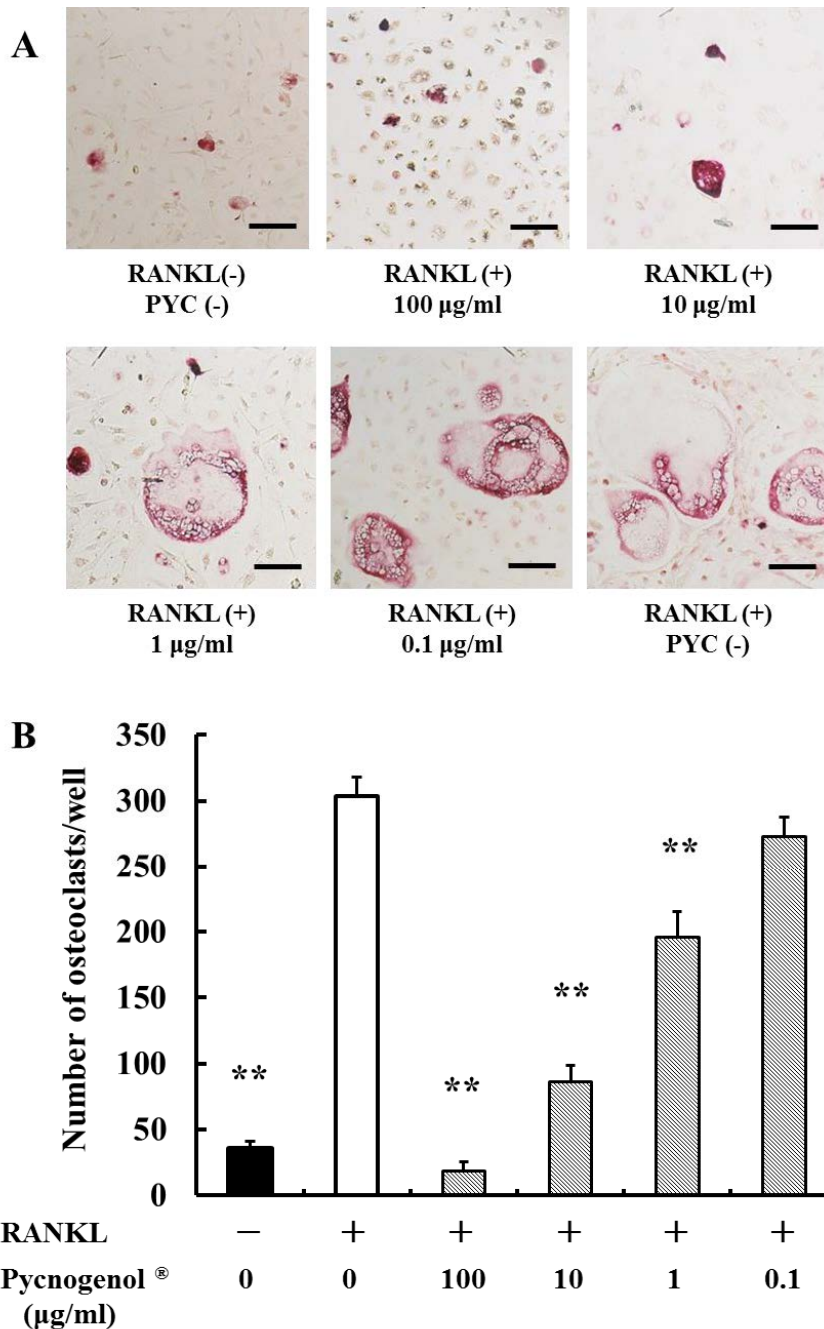 A
RANKL(-)
PYC (-)
RANKL (+)
100 µg/ml
RANKL (+)
10 µg/ml
RANKL (+)
1 µg/ml
RANKL (+)
0.1 µg/ml
RANKL (+)
PYC (-)
B
Number of osteoclasts/well
350
300
250
200
150
100
50
0
**
**
**
**
RANKL − + + + + +
Pycnogenol ® 0 0 100 10 1 0.1
(µg/ml)